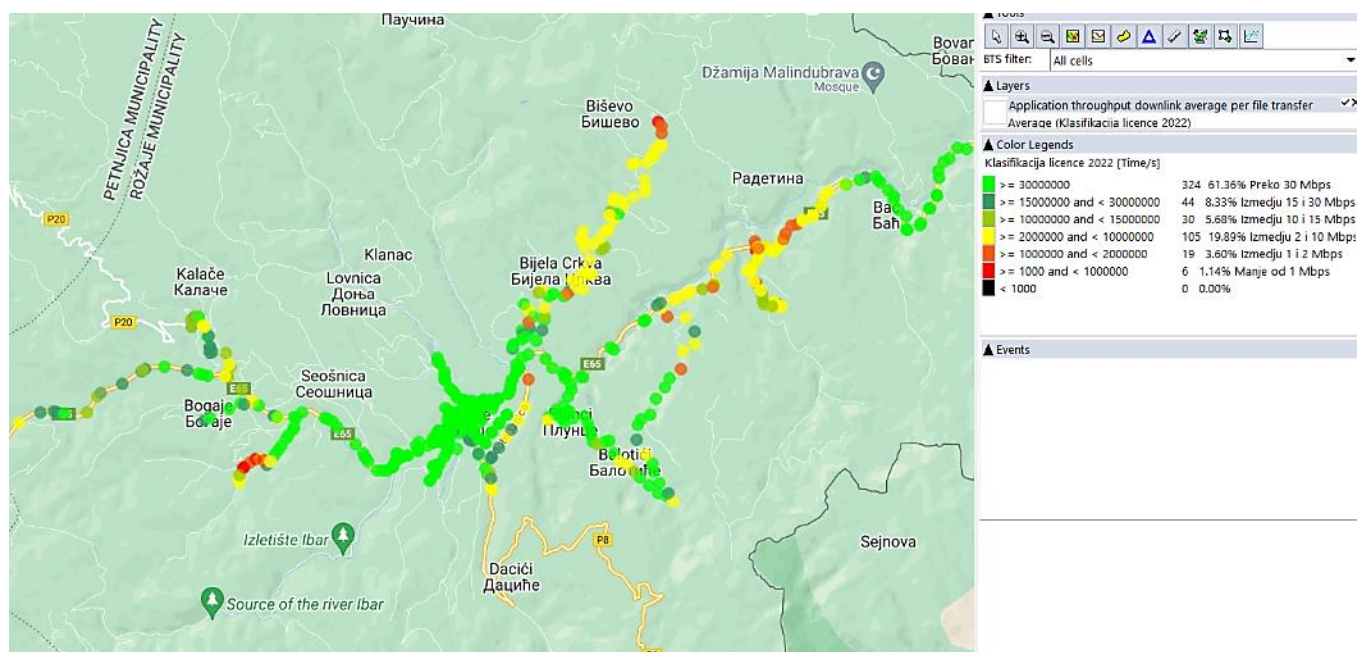 Паучина
PETNJICA MUNICIPALITY
ROŽAJE MUNICIPALITY
Bovan
Бован
Džamija Malindubrava
Mosque
Biševo
Бишево
Радетина
P20
Klanac
Bijela Crkva
Бијела Црква
Kalače
Калаче
Lovnica
Доња
Ловница
P20
E65
E65
Seošnica
Сеошница
Bogaje
Богаје
E65
Плунце
Balotići
Балотиће
Izletište Ibar
P8
Sejnova
Dacići
Дациће
Source of the river Ibar
Tools
BTS filter: All cells
Layers
Application throughput downlink average per file transfer
Average (Klasifikacija licence 2022)
Color Legends
Klasifikacija licence 2022 [Time/s]
>= 30000000 324 61.36% Preko 30 Mbps
>= 15000000 and < 30000000 44 8.33% Izmedju 15 i 30 Mbps
>= 10000000 and < 15000000 30 5.68% Izmedju 10 i 15 Mbps
>= 2000000 and < 10000000 105 19.89% Izmedju 2 i 10 Mbps
>= 1000000 and < 2000000 19 3.60% Izmedju 1 i 2 Mbps
>= 1000 and < 1000000 6 1.14% Manje od 1 Mbps
< 1000 0 0.00%
Events